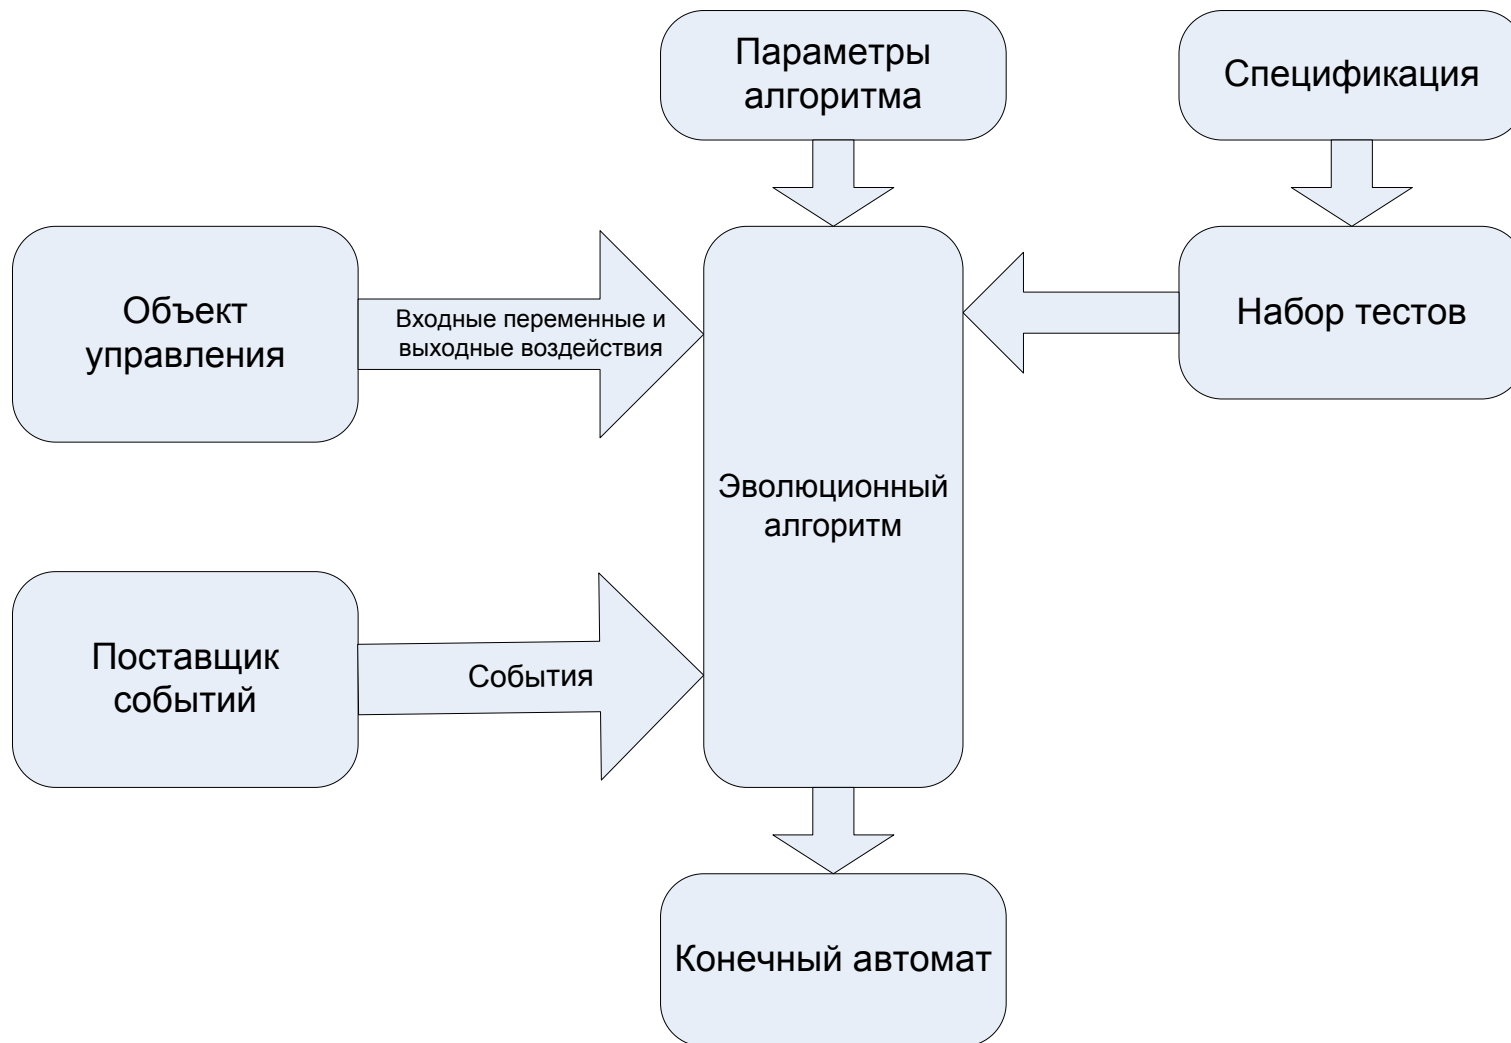 Параметры
алгоритма
Спецификация
Объект
управления
Входные переменные и
выходные воздействия
Набор тестов
Эволюционный
алгоритм
Поставщик
событий
События
Конечный автомат